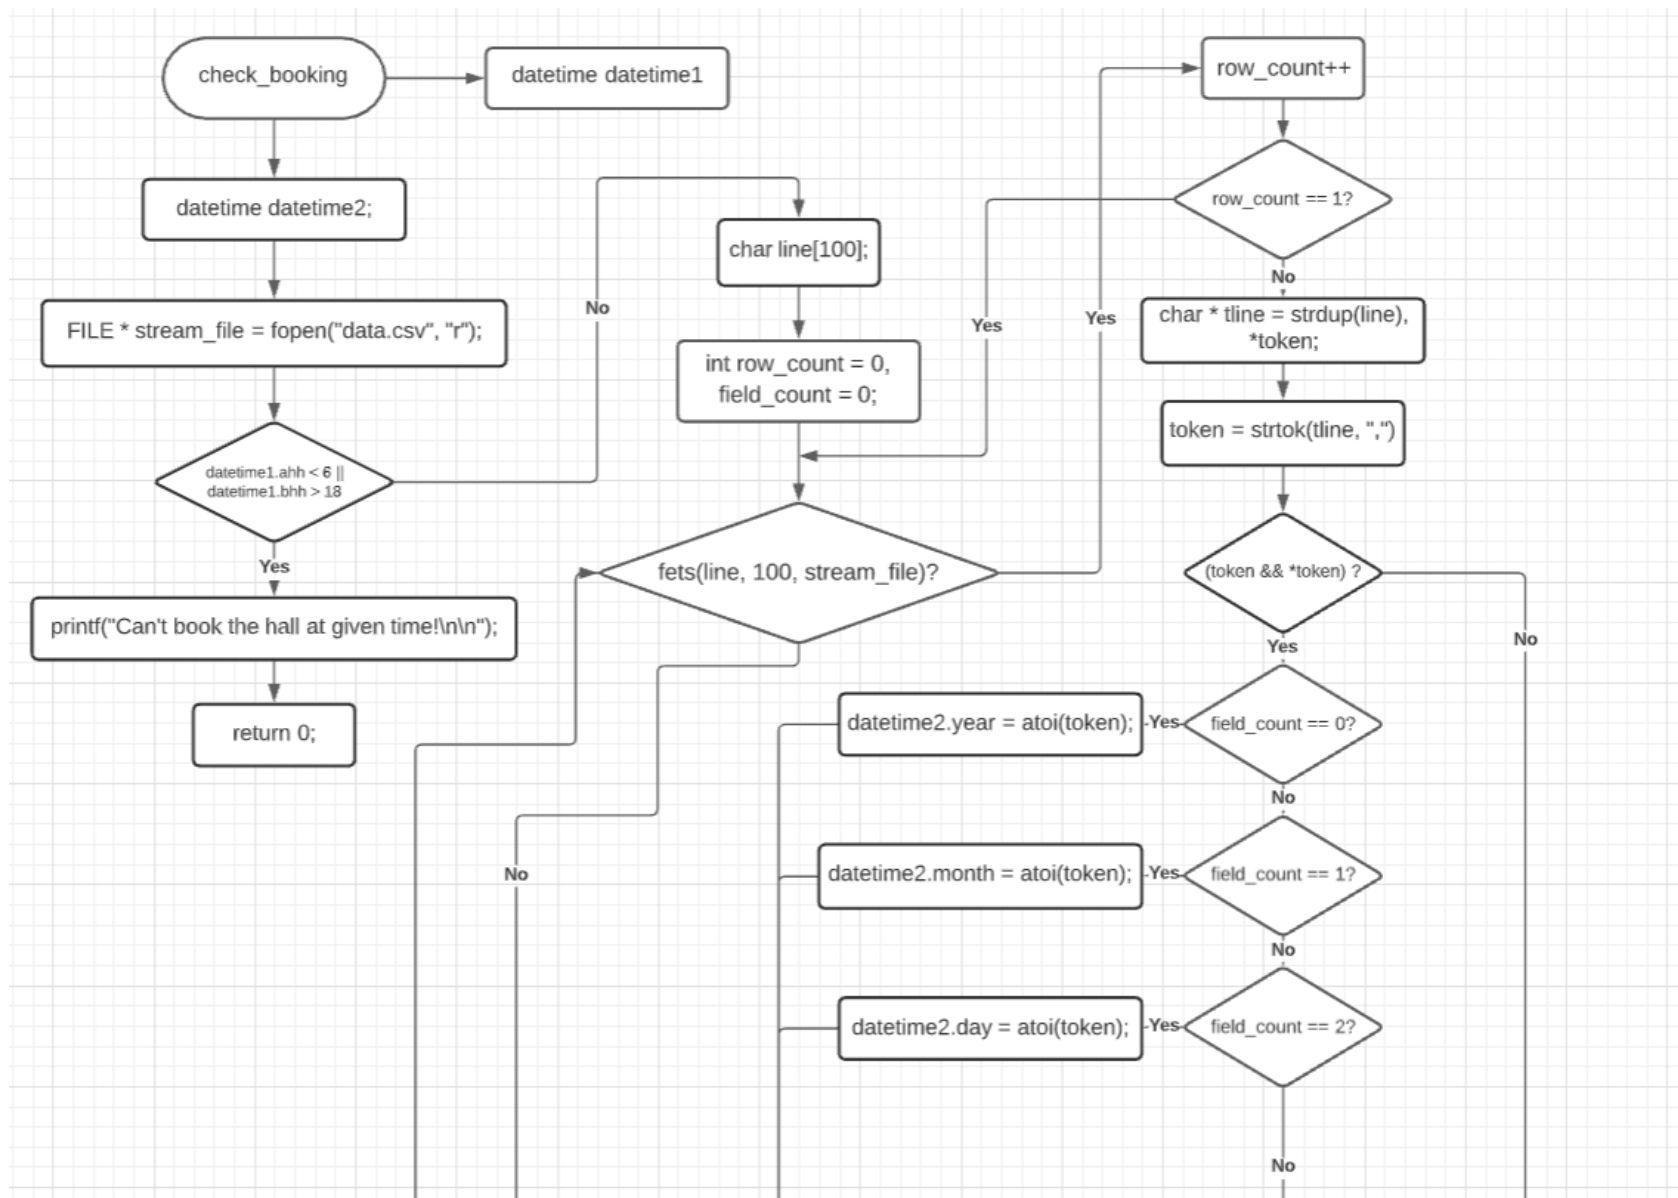 check_booking
datetime datetime1
datetime datetime2;
FILE * stream_file = fopen("data.csv", "r");
datetime1.ahh < 6 ||
datetime1.bhh > 18
Yes
printf("Can't book the hall at given time!\n\n");
return 0;
No
char line[100];
int row_count = 0,
field_count = 0;
fets(line, 100, stream_file)?
No
Yes
row_count++
row_count == 1?
Yes
No
char * tline = strdup(line),
*token;
token = strtok(tline, ",")
(token && *token) ?
No
Yes
field_count == 0?
Yes
datetime2.year = atoi(token);
No
field_count == 1?
Yes
datetime2.month = atoi(token);
No
field_count == 2?
Yes
datetime2.day = atoi(token);
No